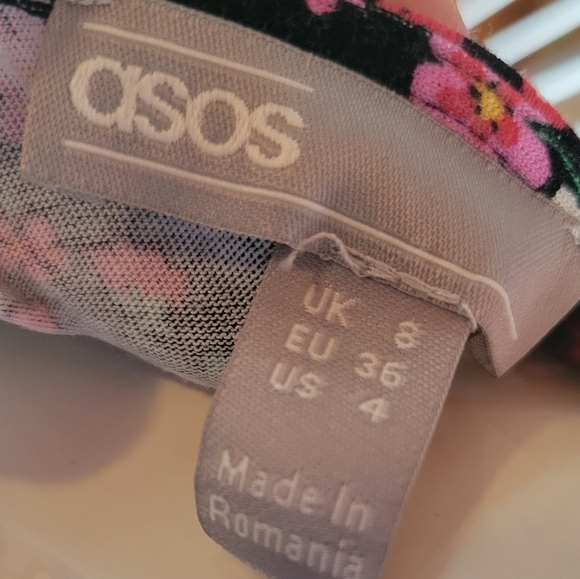 asos
UK 8
EU 36
US 4
Made In
Romania